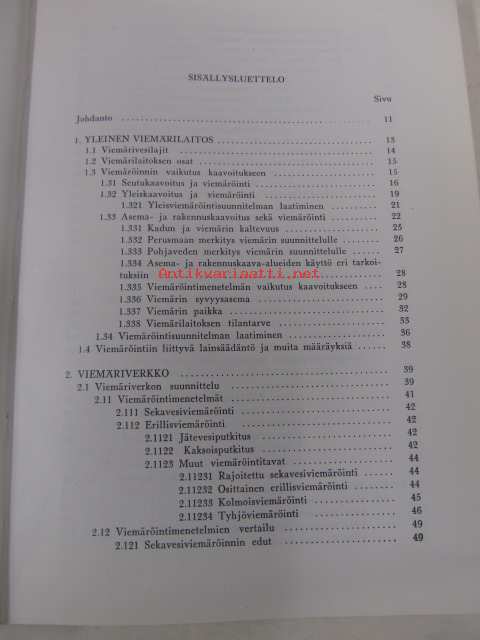 SISÄLLYSLUETTELO
Sivu
Johdanto 11
1. YLEINEN VIEMÄRILAITOS 13
1.1 Viemärivesilajit 14
1.2 Viemärilaitoksen osat 15
1.3 Viemäröinnin vaikutus kaavoitukseen 15
1.31 Seutukaavoitus ja viemäröinti 16
1.32 Yleiskaavoitus ja viemäröinti 19
1.321 Yleisviemäröintisuunnitelman laatiminen 21
1.33 Asema- ja rakennuskaavoitus sekä viemäröinti 22
1.331 Kadun ja viemärin kaltevuus 25
1.332 Perusmaan merkitys viemärin suunnittelulle 26
1.333 Pohjaveden merkitys viemärin suunnittelulle 27
1.334 Asema- ja rakennuskaava-alueiden käyttö eri tarkoituksiin 28
Antikvariaatti.net
1.335 Viemäröintimenetelmän vaikutus kaavoitukseen 28
1.336 Viemärin syvyysasema 29
1.337 Viemärin paikka 32
1.338 Viemärilaitoksen tilantarve 33
1.34 Viemäröintisuunnitelman laatiminen 36
1.4 Viemäröintiin liittyvä lainsäädäntö ja muita määräyksiä 38
2. VIEMÄRIVERKKO 39
2.1 Viemäriverkon suunnittelu 39
2.11 Viemäröintimenetelmät 41
2.111 Sekavesiviemäröinti 42
2.112 Erillisviemäröinti 42
2.1121 Jätevesiputkitus 42
2.1122 Kaksoisputkitus 42
2.1123 Muut viemäröintitavat 44
2.11231 Rajoitettu sekavesiviemäröinti 44
2.11232 Osittainen erillisviemäröinti 44
2.11233 Kolmoisviemäröinti 45
2.11234 Tyhjöviemäröinti 46
2.12 Viemäröintimenetelmien vertailu 49
2.121 Sekavesiviemäröinnin edut 49